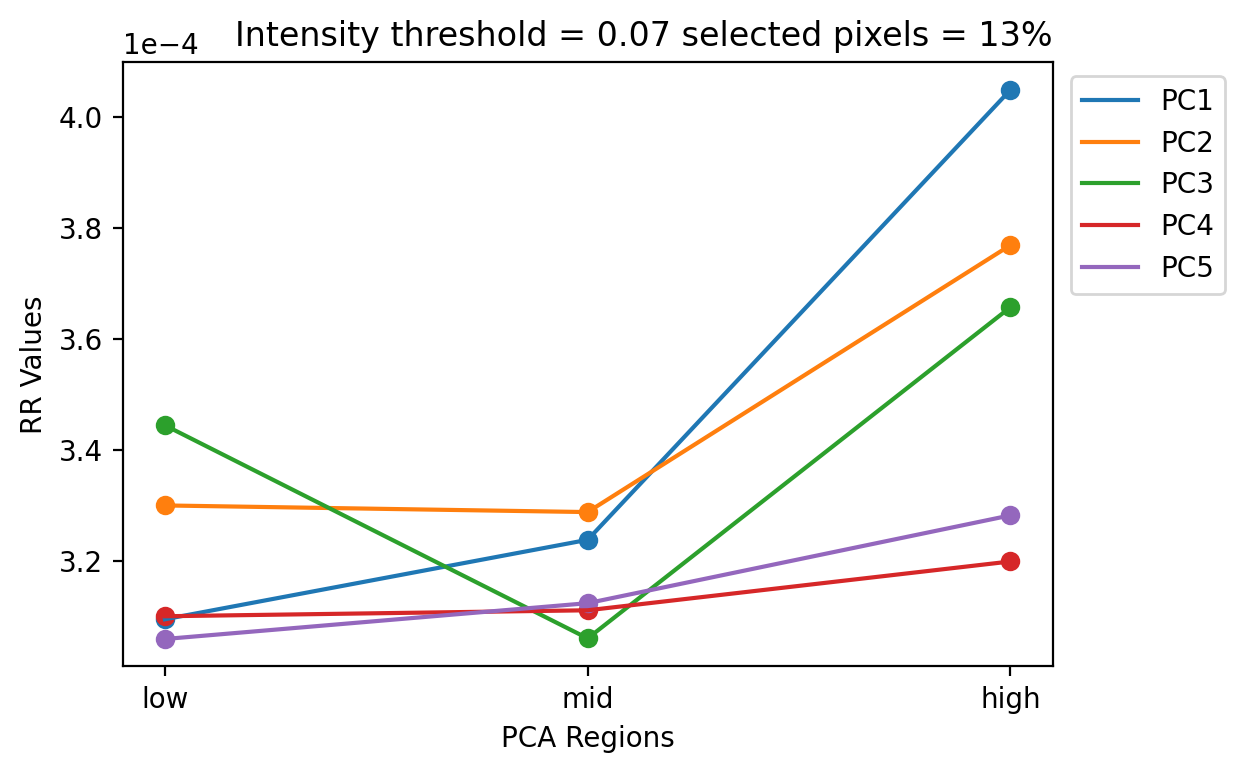 1e−4
Intensity threshold = 0.07 selected pixels = 13%
RR Values
4.0
3.8
3.6
3.4
3.2
low
mid
high
PCA Regions
PC1
PC2
PC3
PC4
PC5